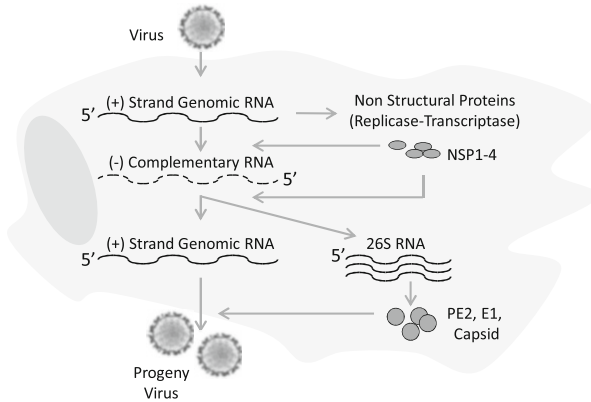 Virus
(+) Strand Genomic RNA
5’
Non Structural Proteins
(Replicase-Transcriptase)
NSP1-4
(-) Complementary RNA
5’
(+) Strand Genomic RNA
5’
26S RNA
5’
PE2, E1,
Capsid
Progeny
Virus